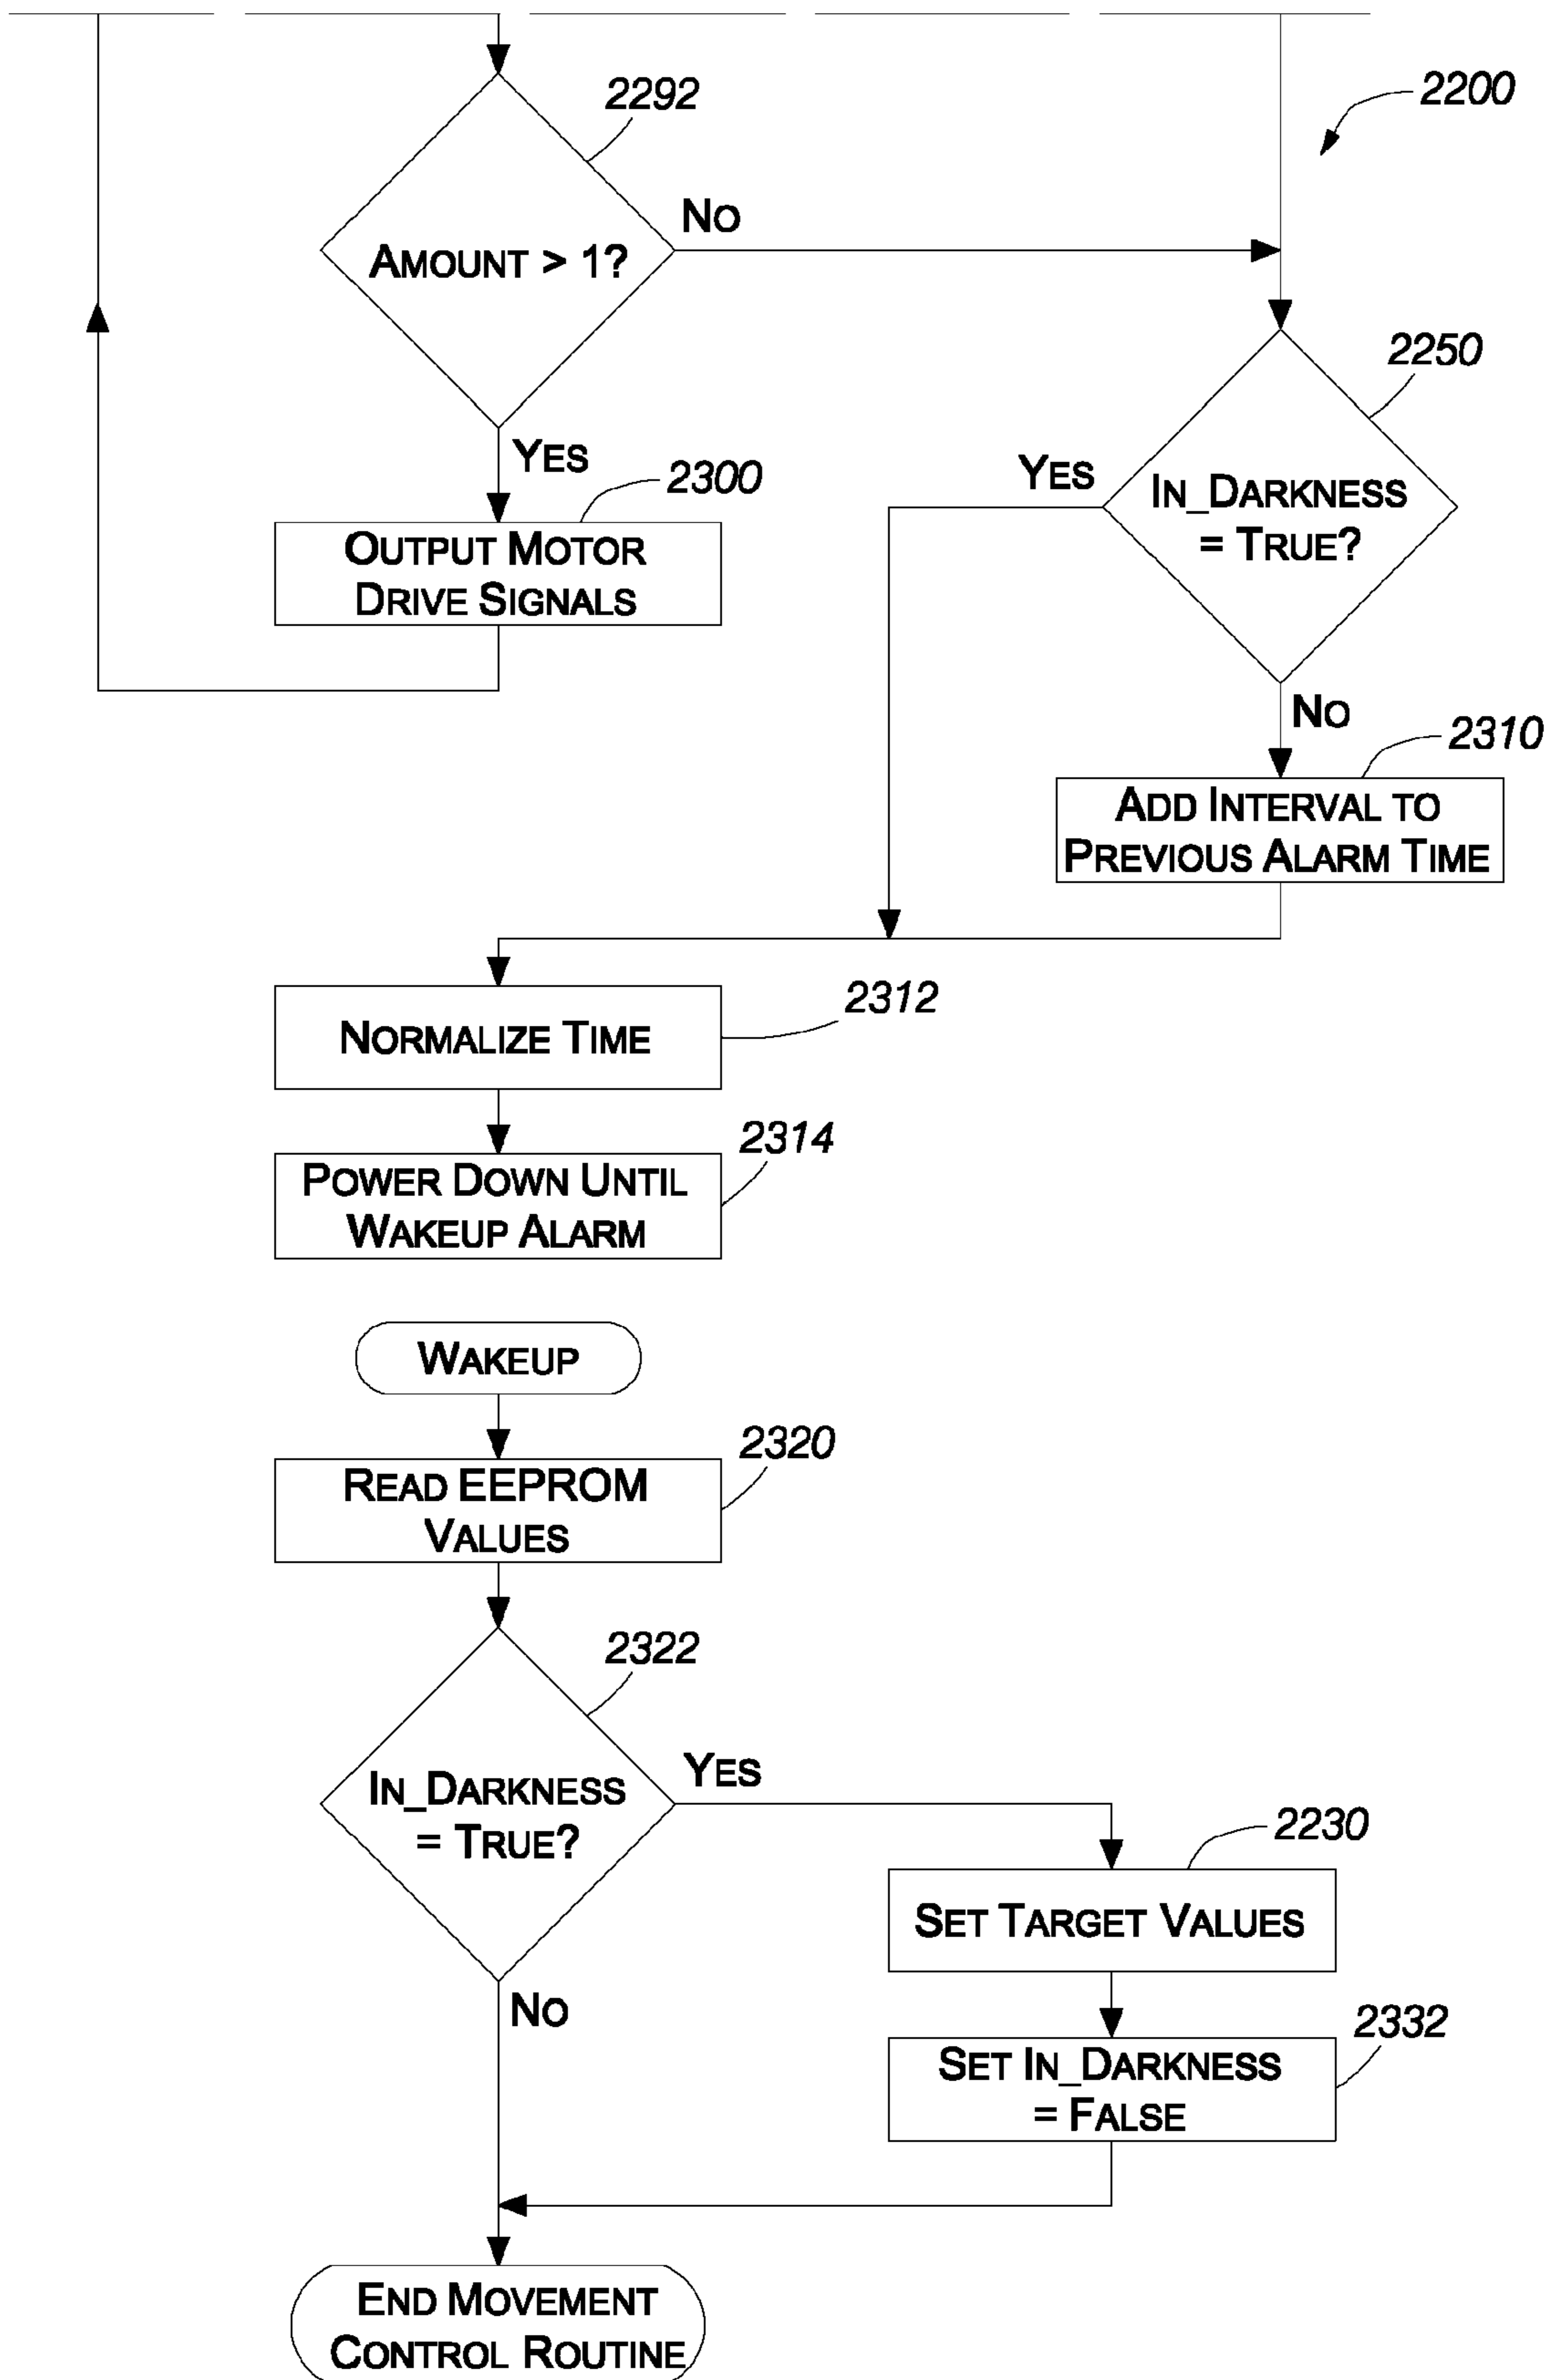 2292
2200
No
AMOUNT > 1?
2250
YES
2300
YES
IN_DARKNESS
= TRUE?
OUTPUT MOTOR
DRIVE SIGNALS
No
2310
ADD INTERVAL TO
PREVIOUS ALARM TIME
2312
NORMALIZE TIME
2314
POWER DOWN UNTIL
WAKEUP ALARM
WAKEUP
2320
READ EEPROM
VALUES
2322
YES
IN_DARKNESS
= TRUE?
2230
SET TARGET VALUES
No
2332
SET IN_DARKNESS
= FALSE
END MOVEMENT
CONTROL ROUTINE